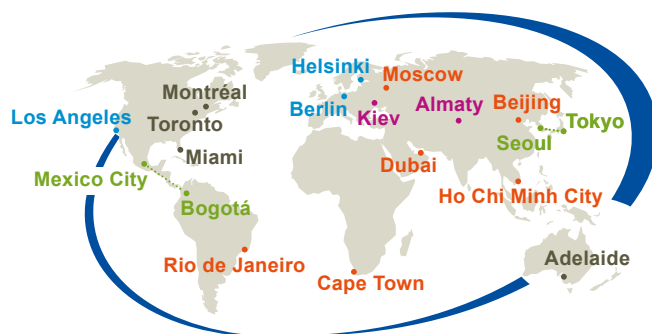 Helsinki
Moscow
Montréal
Berlin
Kiev
Almaty
Beijing
Los Angeles
Toronto
Tokyo
Seoul
Miami
Dubai
Mexico City
Ho Chi Minh City
Bogotá
Adelaide
Rio de Janeiro
Cape Town